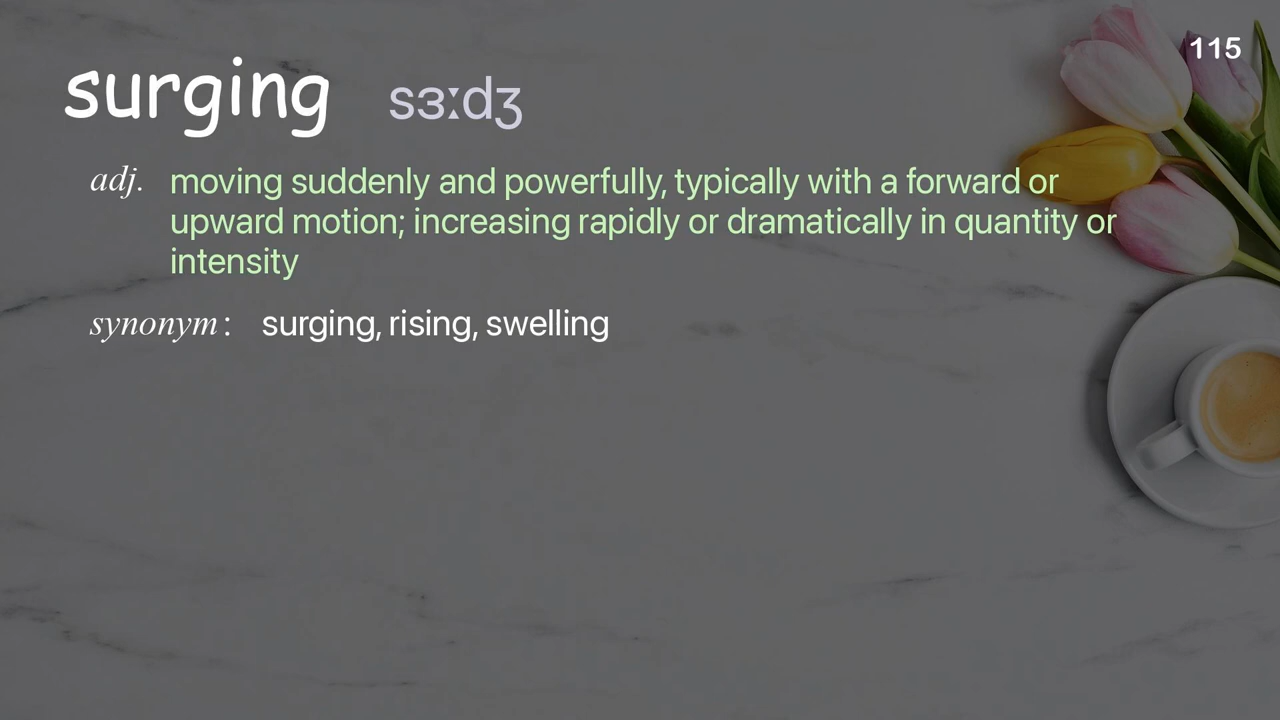 115
surging sɜːdʒ
adj. moving suddenly and powerfully, typically with a forward or
upward motion; increasing rapidly or dramatically in quantity or
intensity
synonym: surging, rising, swelling